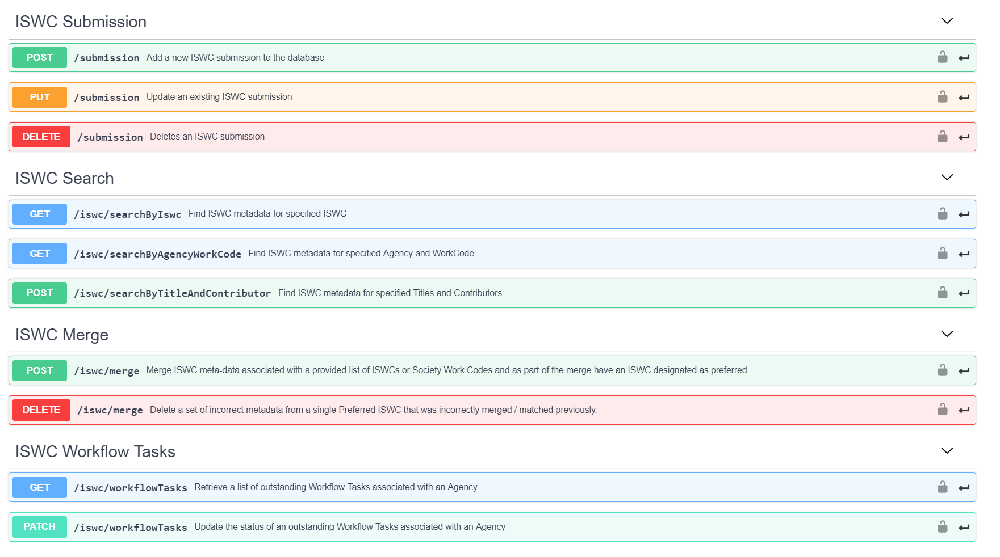 ISWC Submission
POST /submission Add a new ISWC submission to the database
PUT /submission Update an existing ISWC submission
DELETE /submission Deletes an ISWC submission
ISWC Search
GET /iswc/searchByIswc Find ISWC metadata for specified ISWC
GET /iswc/searchByAgencyWorkCode Find ISWC metadata for specified Agency and WorkCode
POST /iswc/searchByTitleAndContributor Find ISWC metadata for specified Titles and Contributors
ISWC Merge
POST /iswc/merge Merge ISWC meta-data associated with a provided list of ISWCs or Society Work Codes and as part of the merge have an ISWC designated as preferred.
DELETE /iswc/merge Delete a set of incorrect metadata from a single Preferred ISWC that was incorrectly merged / matched previously.
ISWC Workflow Tasks
GET /iswc/workflowTasks Retrieve a list of outstanding Workflow Tasks associated with an Agency
PATCH /iswc/workflowTasks Update the status of an outstanding Workflow Tasks associated with an Agency